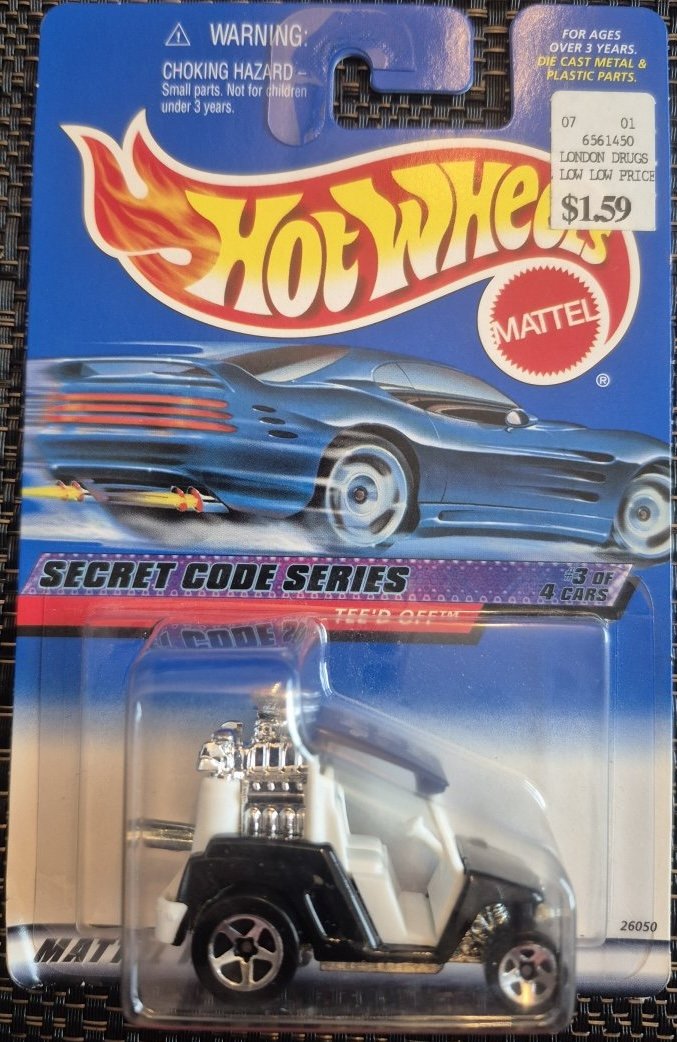 ⚠ WARNING:
CHOKING HAZARD –
Small parts. Not for children
under 3 years.
FOR AGES
OVER 3 YEARS.
DIE CAST METAL &
PLASTIC PARTS.
07 01
6561450
LONDON DRUGS
LOW LOW PRICE
$1.59
HOT WHEELS
MATTEL
®
SECRET CODE SERIES
#3 OF
4 CARS
TEE'D OFF™
26050